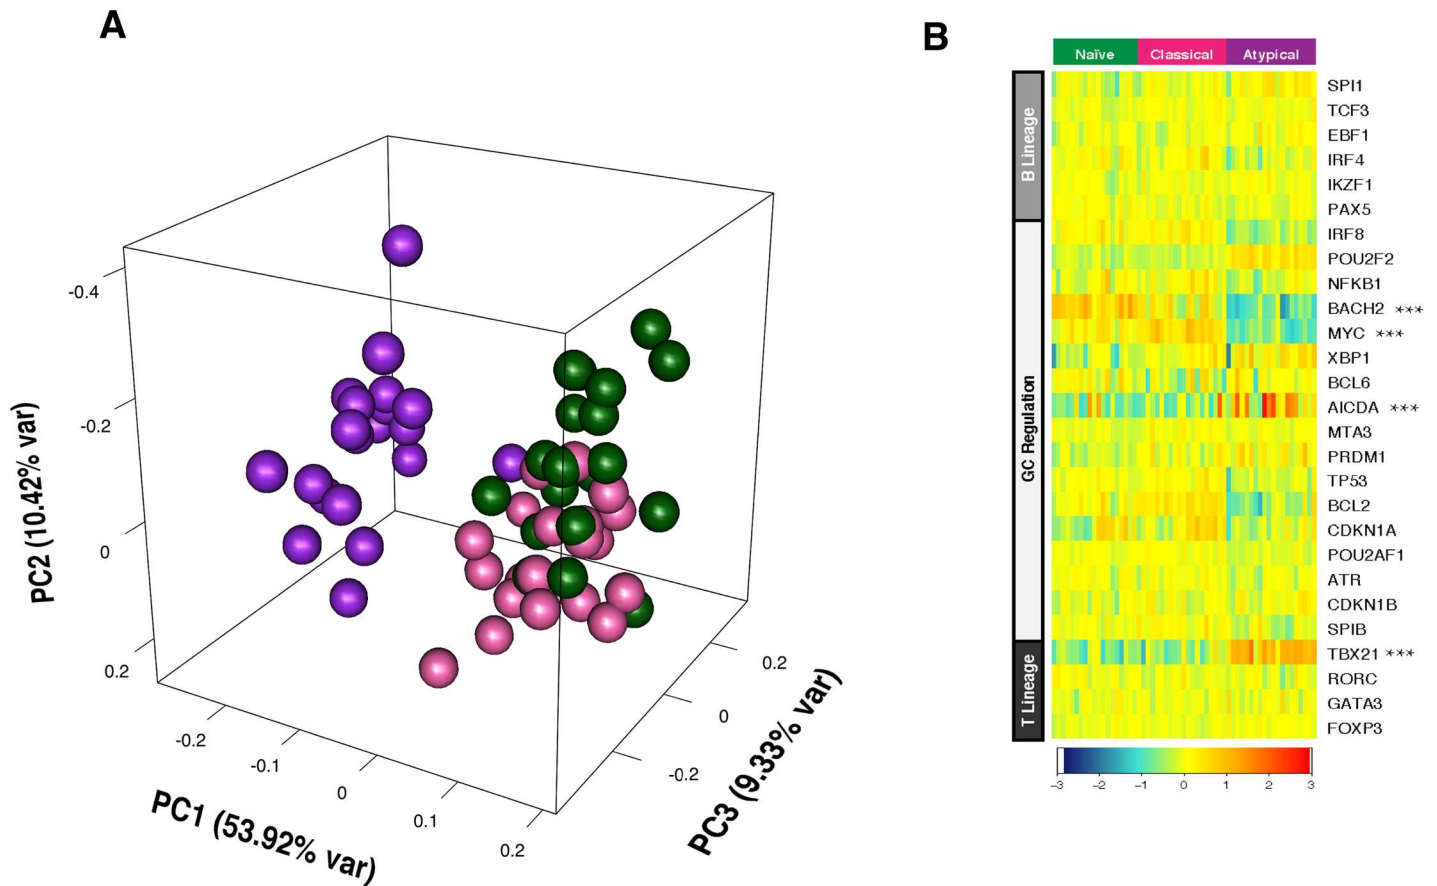 A
-0.4
-0.2
0
0.2
PC2 (10.42% var)
-0.2
-0.1
0
0.1
0.2
PC1 (53.92% var)
0.2
0
-0.2
PC3 (9.33% var)
B
Naïve Classical Atypical
B Lineage
GC Regulation
T Lineage
SPI1
TCF3
EBF1
IRF4
IKZF1
PAX5
IRF8
POU2F2
NFKB1
BACH2 ***
MYC ***
XBP1
BCL6
AICDA ***
MTA3
PRDM1
TP53
BCL2
CDKN1A
POU2AF1
ATR
CDKN1B
SPIB
TBX21 ***
RORC
GATA3
FOXP3
−3 −2 −1 0 1 2 3